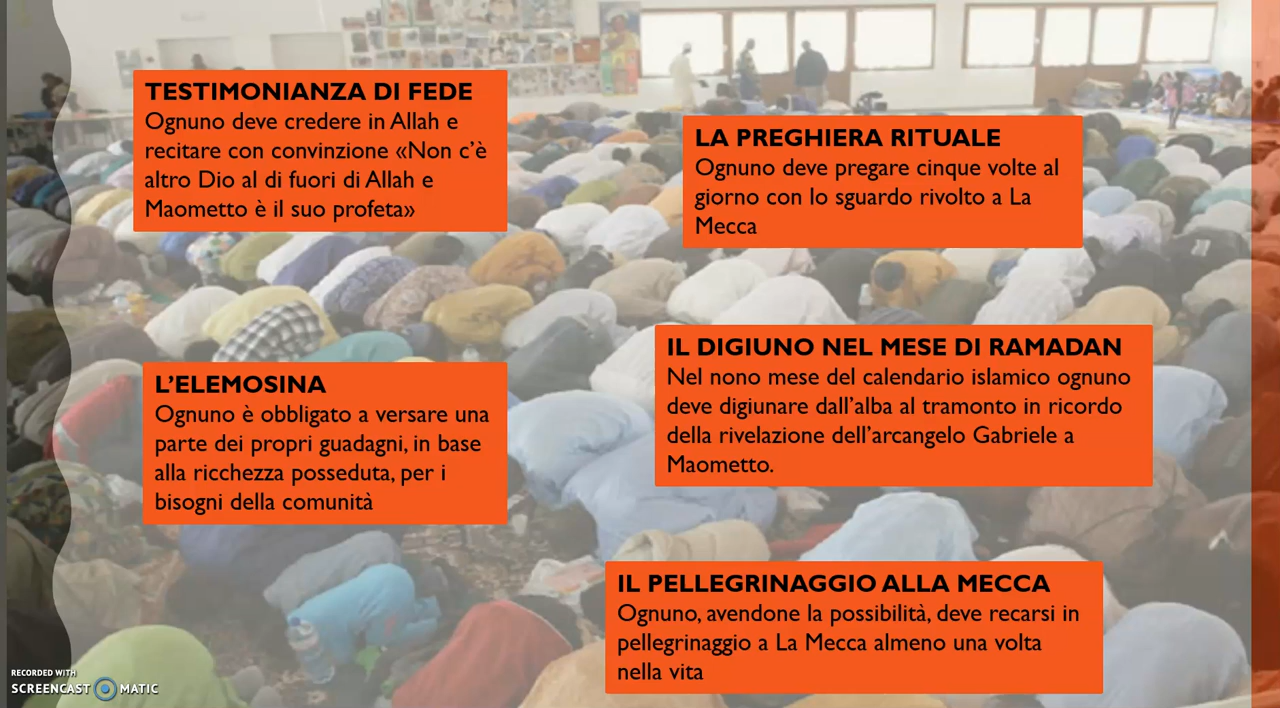 TESTIMONIANZA DI FEDE
Ognuno deve credere in Allah e
recitare con convinzione «Non c’è
altro Dio al di fuori di Allah e
Maometto è il suo profeta»
LA PREGHIERA RITUALE
Ognuno deve pregare cinque volte al
giorno con lo sguardo rivolto a La
Mecca
L’ELEMOSINA
Ognuno è obbligato a versare una
parte dei propri guadagni, in base
alla ricchezza posseduta, per i
bisogni della comunità
IL DIGIUNO NEL MESE DI RAMADAN
Nel nono mese del calendario islamico ognuno
deve digiunare dall’alba al tramonto in ricordo
della rivelazione dell’arcangelo Gabriele a
Maometto.
IL PELLEGRINAGGIO ALLA MECCA
Ognuno, avendone la possibilità, deve recarsi in
pellegrinaggio a La Mecca almeno una volta
nella vita
RECORDED WITH
SCREENCAST MATIC